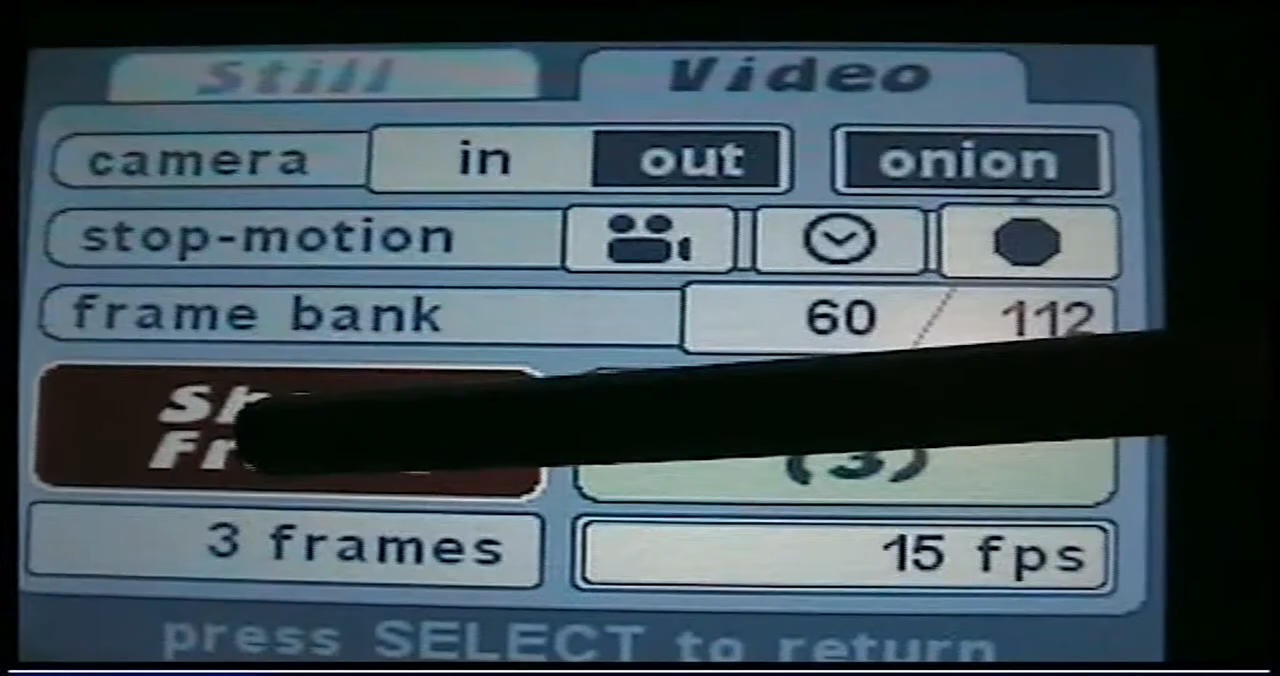 Still Video
camera in out onion
stop-motion
frame bank 60 / 112
(3)
3 frames 15 fps
press SELECT to return